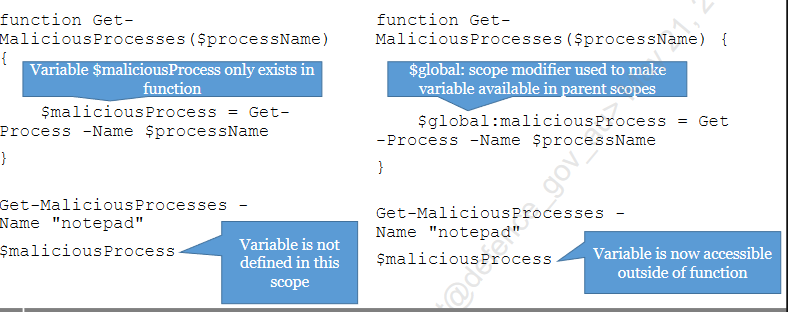 function Get-
MaliciousProcesses($processName)
{
Variable $maliciousProcess only exists in
function
$maliciousProcess = Get-
Process -Name $processName
}
Get-MaliciousProcesses -
Name "notepad"
$maliciousProcess
Variable is not
defined in this
scope
function Get-
MaliciousProcesses($processName) {
$global: scope modifier used to make
variable available in parent scopes
$global:maliciousProcess = Get
-Process -Name $processName
}
Get-MaliciousProcesses -
Name "notepad"
$maliciousProcess
Variable is now accessible
outside of function